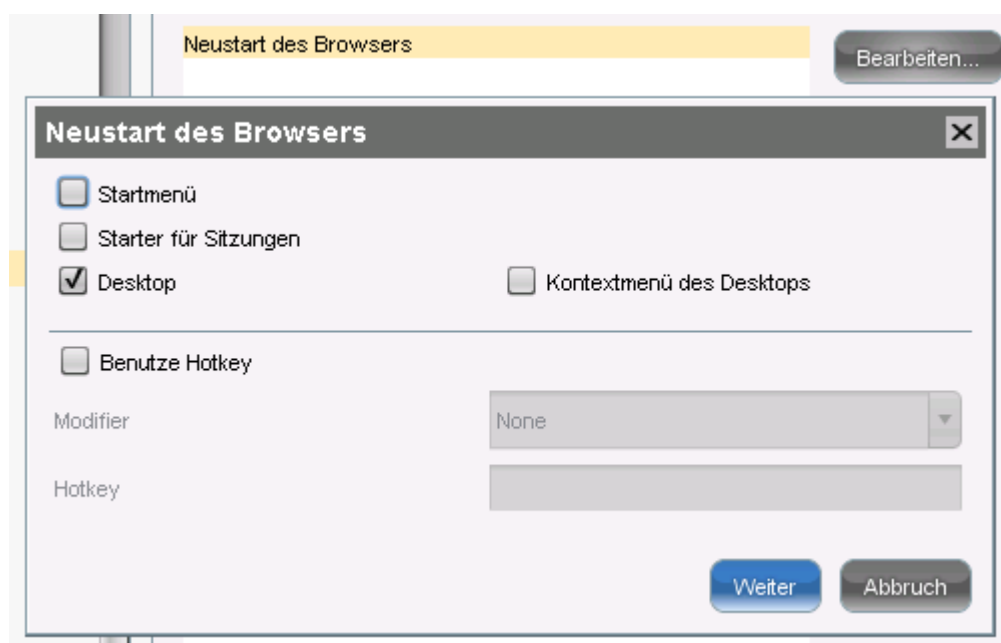 Neustart des Browsers
Bearbeiten...
Neustart des Browsers
Startmenü
Starter für Sitzungen
Desktop
Kontextmenü des Desktops
Benutze Hotkey
Modifier
None
Hotkey
Weiter
Abbruch